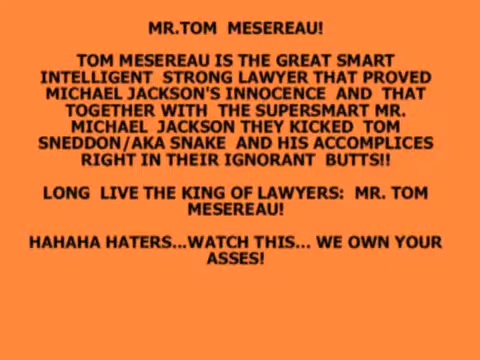 MR.TOM MESEREAU!
TOM MESEREAU IS THE GREAT SMART
INTELLIGENT STRONG LAWYER THAT PROVED
MICHAEL JACKSON'S INNOCENCE AND THAT
TOGETHER WITH THE SUPERSMART MR.
MICHAEL JACKSON THEY KICKED TOM
SNEDDON/AKA SNAKE AND HIS ACCOMPLICES
RIGHT IN THEIR IGNORANT BUTTS!!
LONG LIVE THE KING OF LAWYERS: MR. TOM
MESEREAU!
HAHAHA HATERS...WATCH THIS... WE OWN YOUR
ASSES!